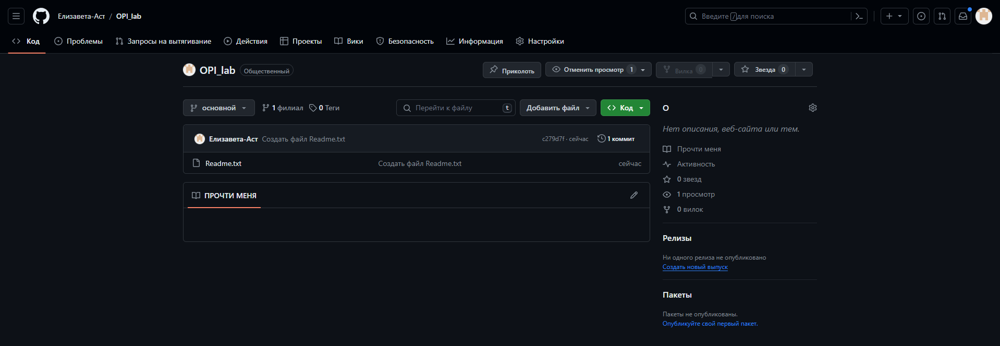 Елизавета-Аст / OPI_lab
Введите / для поиска
Код
Проблемы
Запросы на вытягивание
Действия
Проекты
Вики
Безопасность
Информация
Настройки
OPI_lab Общественный
Приколоть
Отменить просмотр 1
Вилка 0
Звезда 0
основной
1 филиал
0 Теги
Перейти к файлу t
Добавить файл
Код
Елизавета-Аст Создать файл Readme.txt
c279d7f · сейчас
1 коммит
Readme.txt
Создать файл Readme.txt
сейчас
ПРОЧТИ МЕНЯ
О
Нет описания, веб-сайта или тем.
Прочти меня
Активность
0 звезд
1 просмотр
0 вилок
Релизы
Ни одного релиза не опубликовано
Создать новый выпуск
Пакеты
Пакеты не опубликованы.
Опубликуйте свой первый пакет.